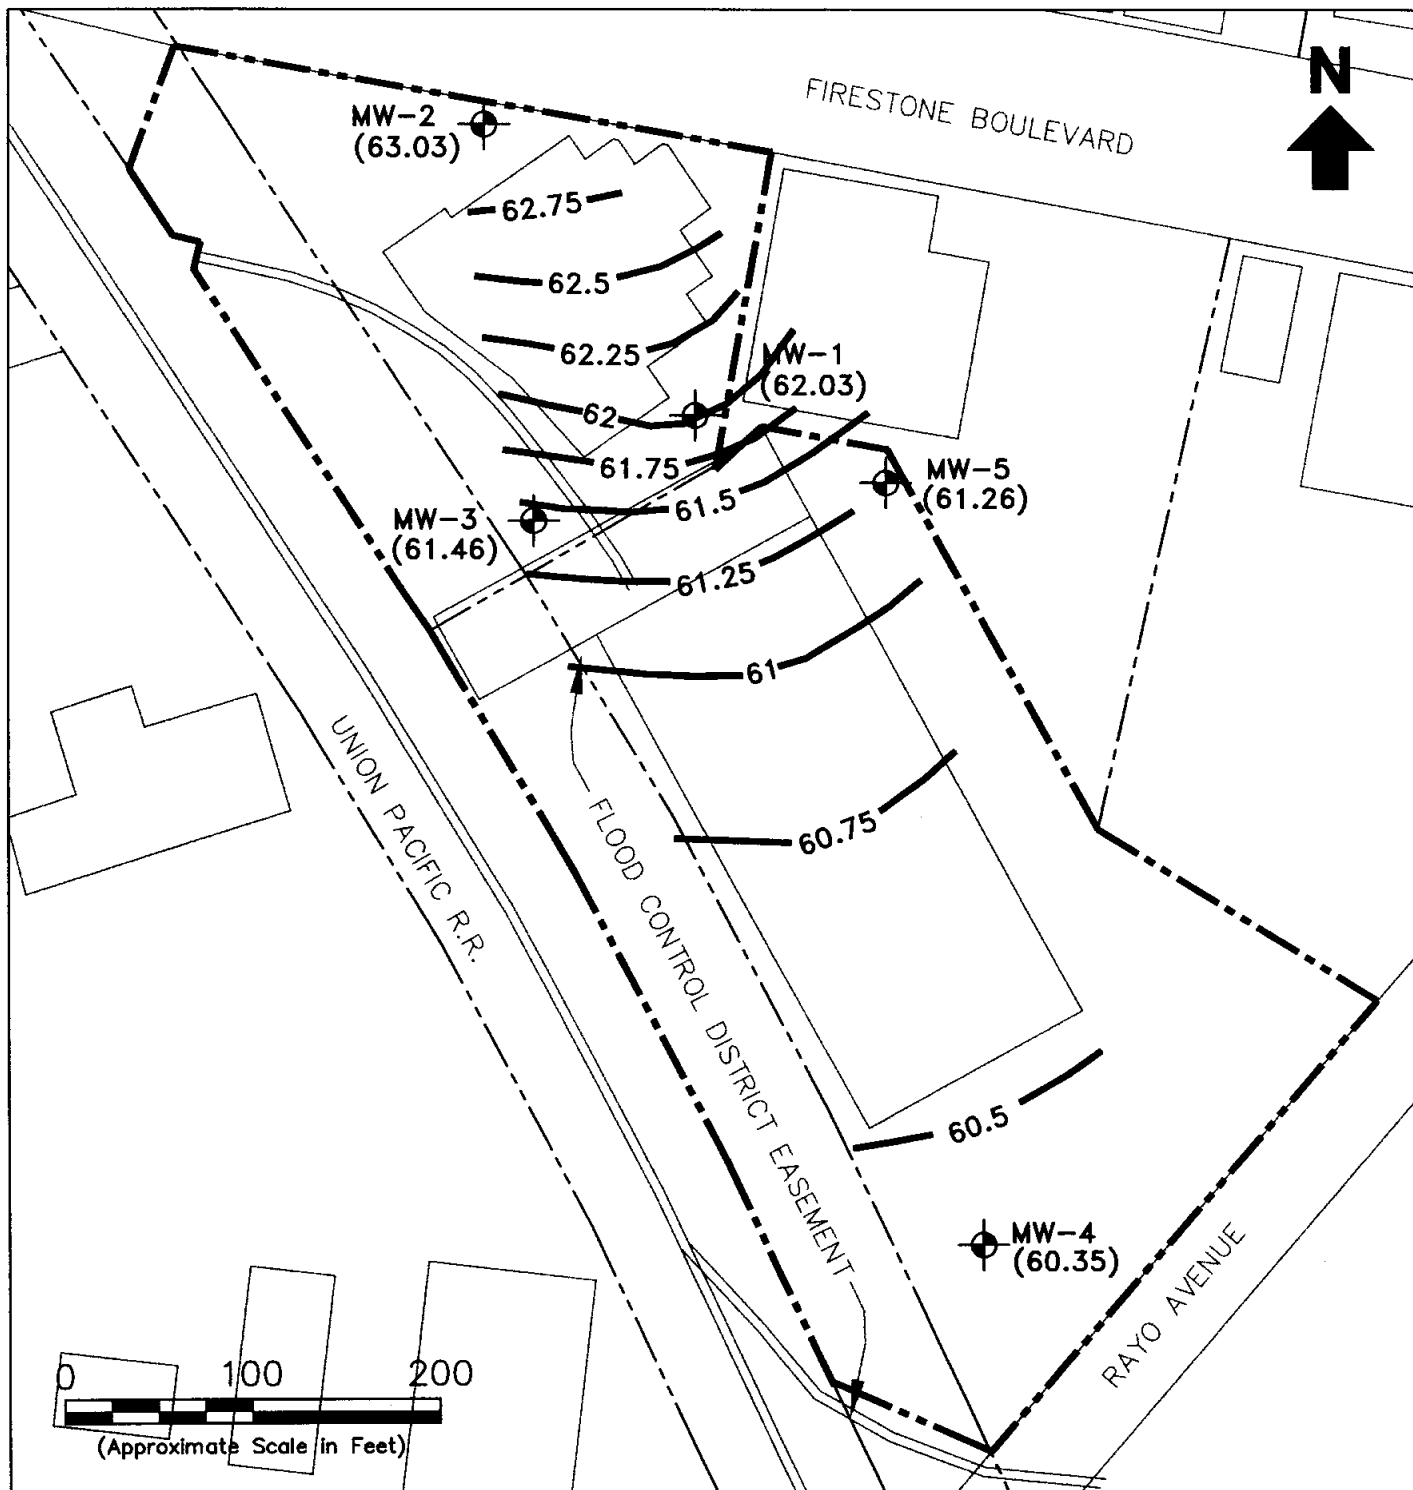 N
FIRESTONE BOULEVARD
MW-2
(63.03)
62.75
62.5
62.25
MW-1
(62.03)
62
61.75
MW-5
(61.26)
61.5
MW-3
(61.46)
61.25
61
UNION PACIFIC R.R.
60.75
FLOOD CONTROL DISTRICT EASEMENT
60.5
MW-4
(60.35)
RAYO AVENUE
0 100 200
(Approximate Scale in Feet)